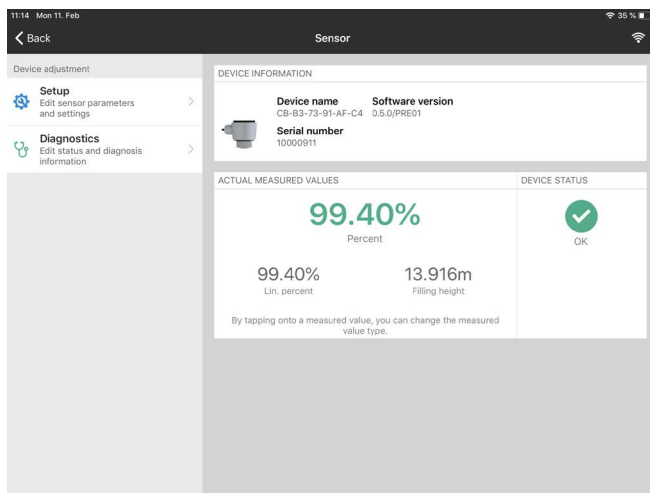 11:14 Mon 11. Feb
35 %
Back
Sensor
Device adjustment
Setup
Edit sensor parameters
and settings
Diagnostics
Edit status and diagnosis
information
DEVICE INFORMATION
Device name Software version
CB-B3-73-91-AF-C4 0.5.0/PRE01
Serial number
10000911
ACTUAL MEASURED VALUES
99.40%
Percent
99.40% 13.916m
Lin. percent Filling height
By tapping onto a measured value, you can change the measured
value type.
DEVICE STATUS
OK